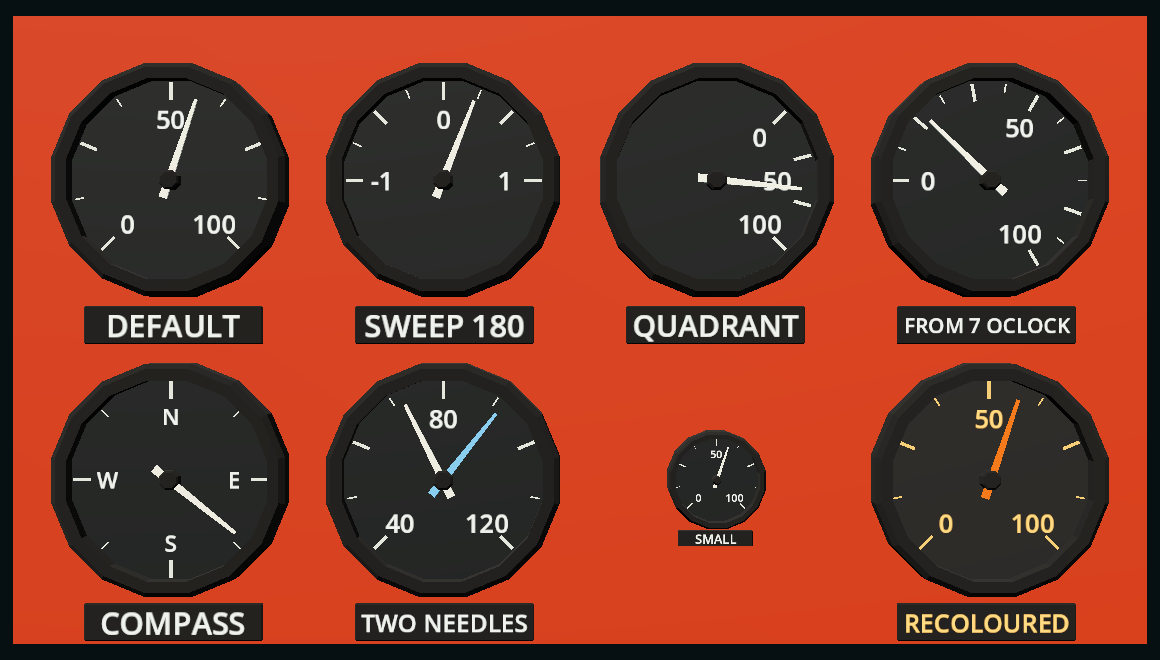 50
0 100
DEFAULT
0
-1 1
SWEEP 180
0
50
100
QUADRANT
50
0
100
FROM 7 OCLOCK
N
W E
S
COMPASS
80
40 120
TWO NEEDLES
50
0 100
SMALL
50
0 100
RECOLOURED